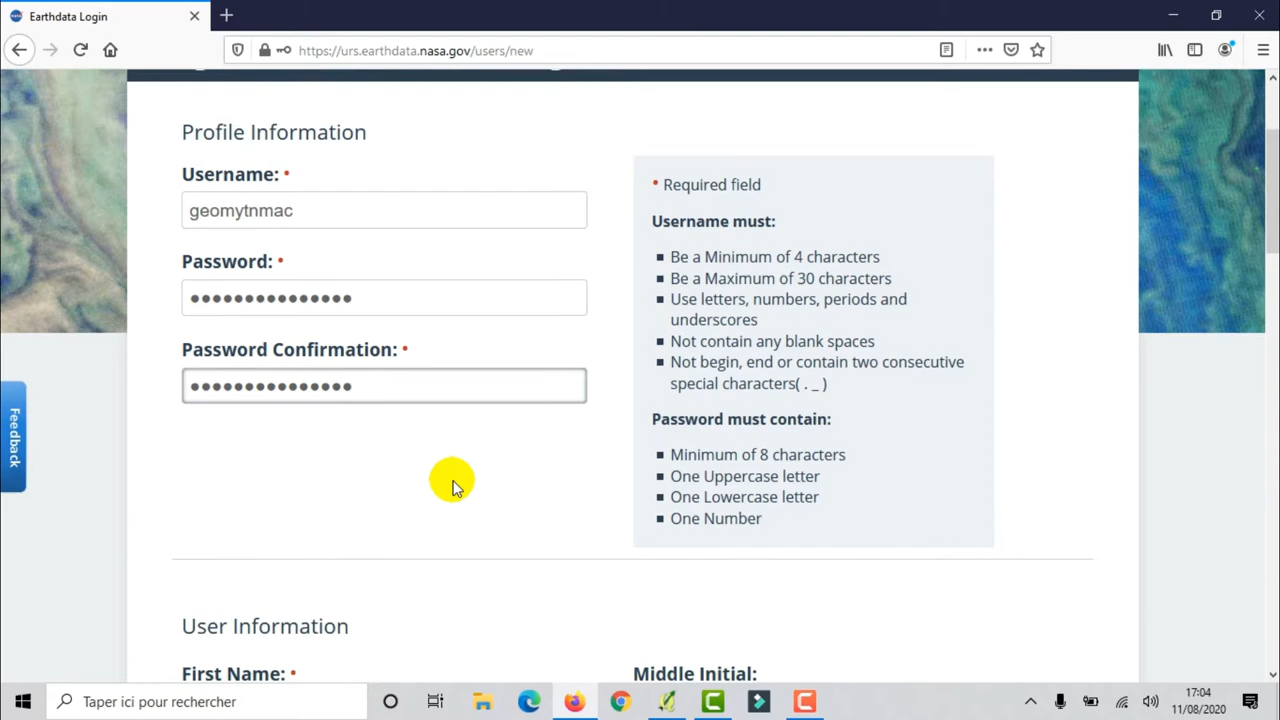 Earthdata Login
https://urs.earthdata.nasa.gov/users/new
Profile Information
Username: •
geomytnmac
Password: •
•••••••••••••••
Password Confirmation: •
•••••••••••••••
• Required field
Username must:
Be a Minimum of 4 characters
Be a Maximum of 30 characters
Use letters, numbers, periods and
underscores
Not contain any blank spaces
Not begin, end or contain two consecutive
special characters( . _ )
Password must contain:
Minimum of 8 characters
One Uppercase letter
One Lowercase letter
One Number
Feedback
User Information
First Name: •
Middle Initial:
Taper ici pour rechercher
17:04
11/08/2020